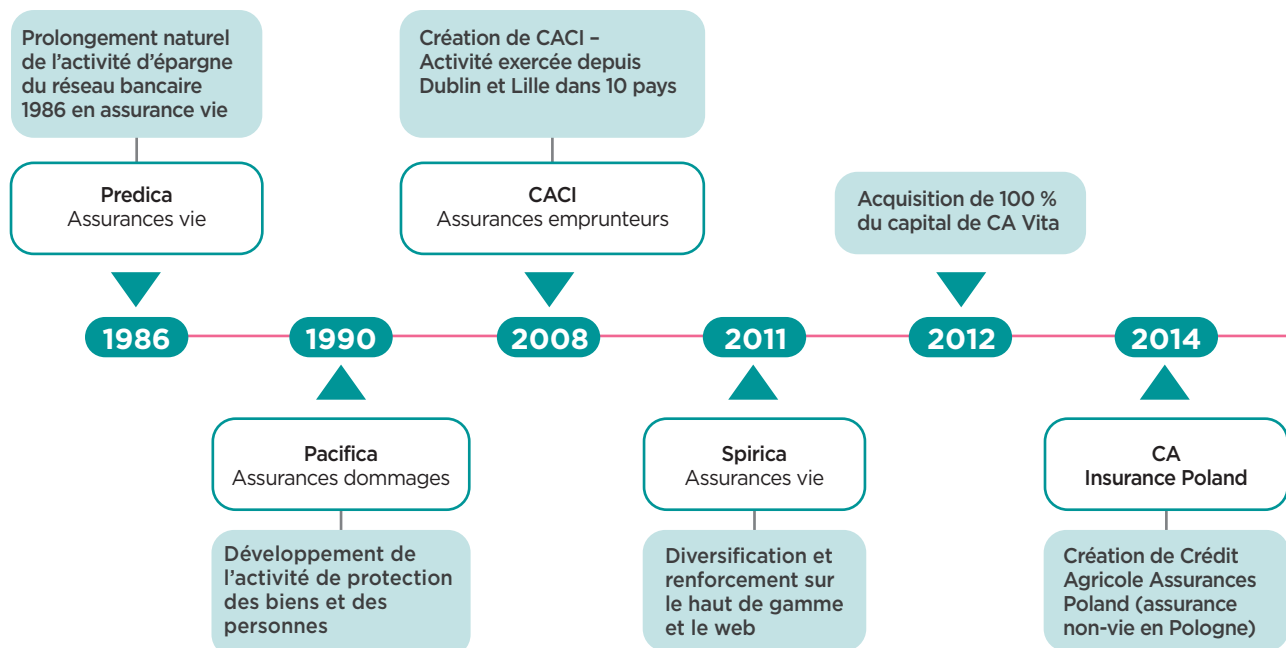 Prolongement naturel
de l’activité d’épargne
du réseau bancaire
1986 en assurance vie
Predica
Assurances vie
Création de CACI –
Activité exercée depuis
Dublin et Lille dans 10 pays
CACI
Assurances emprunteurs
Acquisition de 100 %
du capital de CA Vita
1986
1990
2008
2011
2012
2014
Pacifica
Assurances dommages
Développement de
l’activité de protection
des biens et des
personnes
Spirica
Assurances vie
Diversification et
renforcement sur
le haut de gamme
et le web
CA
Insurance Poland
Création de Crédit
Agricole Assurances
Poland (assurance
non-vie en Pologne)